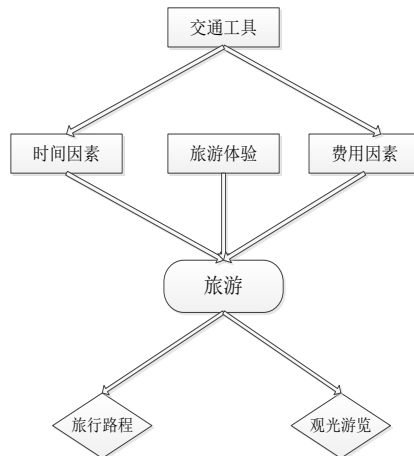 交通工具
时间因素
旅游体验
费用因素
旅游
旅行路程
观光游览